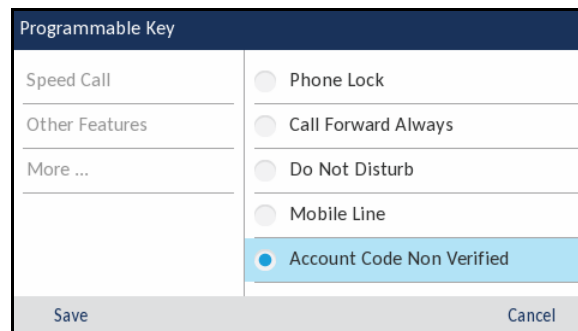 Programmable Key
Speed Call
Other Features
More ...
Phone Lock
Call Forward Always
Do Not Disturb
Mobile Line
Account Code Non Verified
Save
Cancel